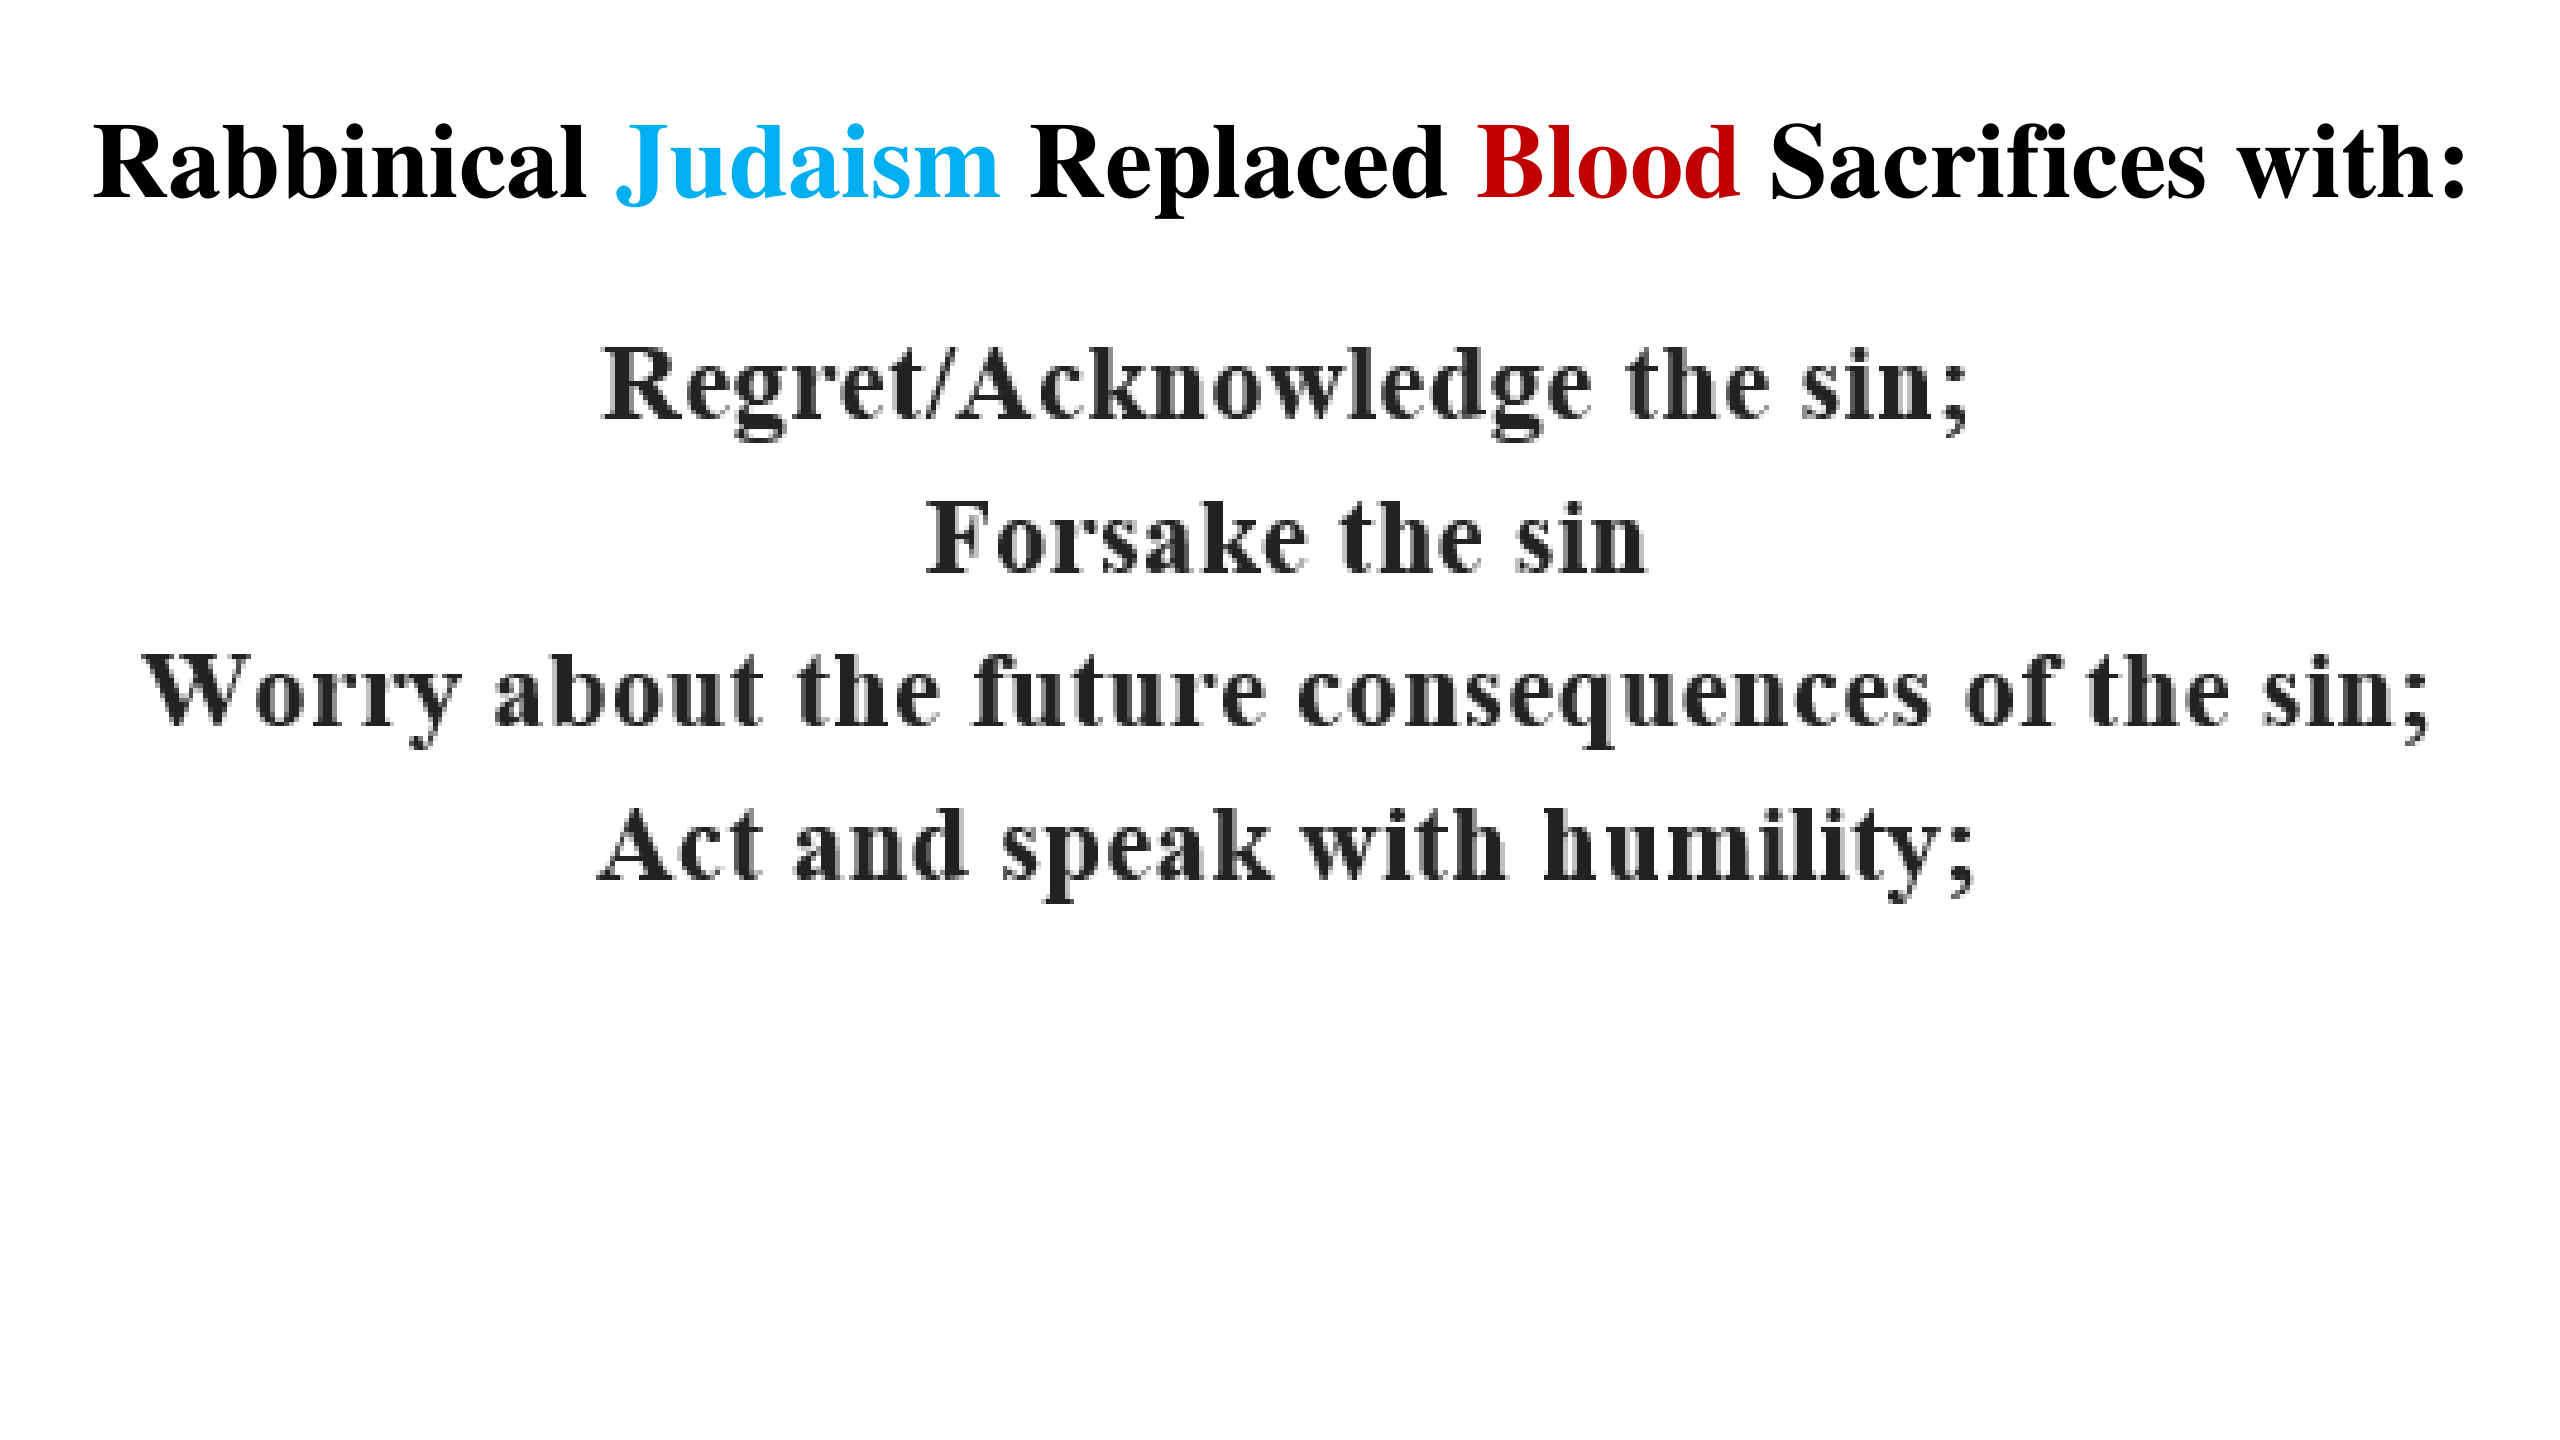 Rabbinical Judaism Replaced Blood Sacrifices with:
Regret/Acknowledge the sin;
Forsake the sin
Worry about the future consequences of the sin;
Act and speak with humility;